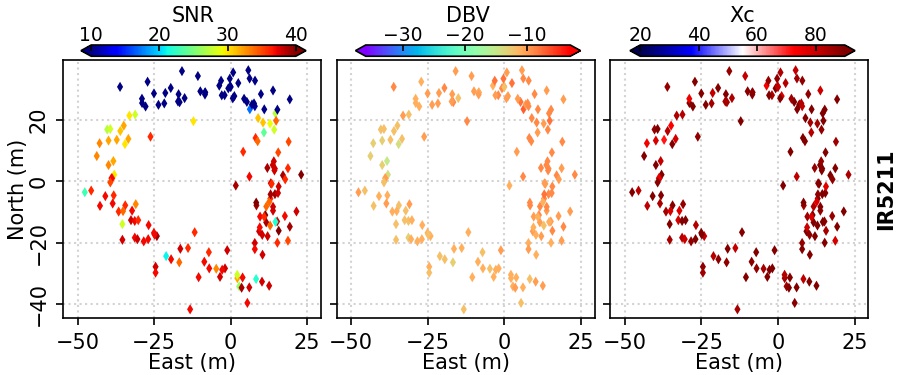 SNR DBV Xc
10 20 30 40 −30 −20 −10 20 40 60 80
North (m)
20
0
−20
−40
−50 −25 0 25 −50 −25 0 25 −50 −25 0 25
East (m) East (m) East (m)
IR5211